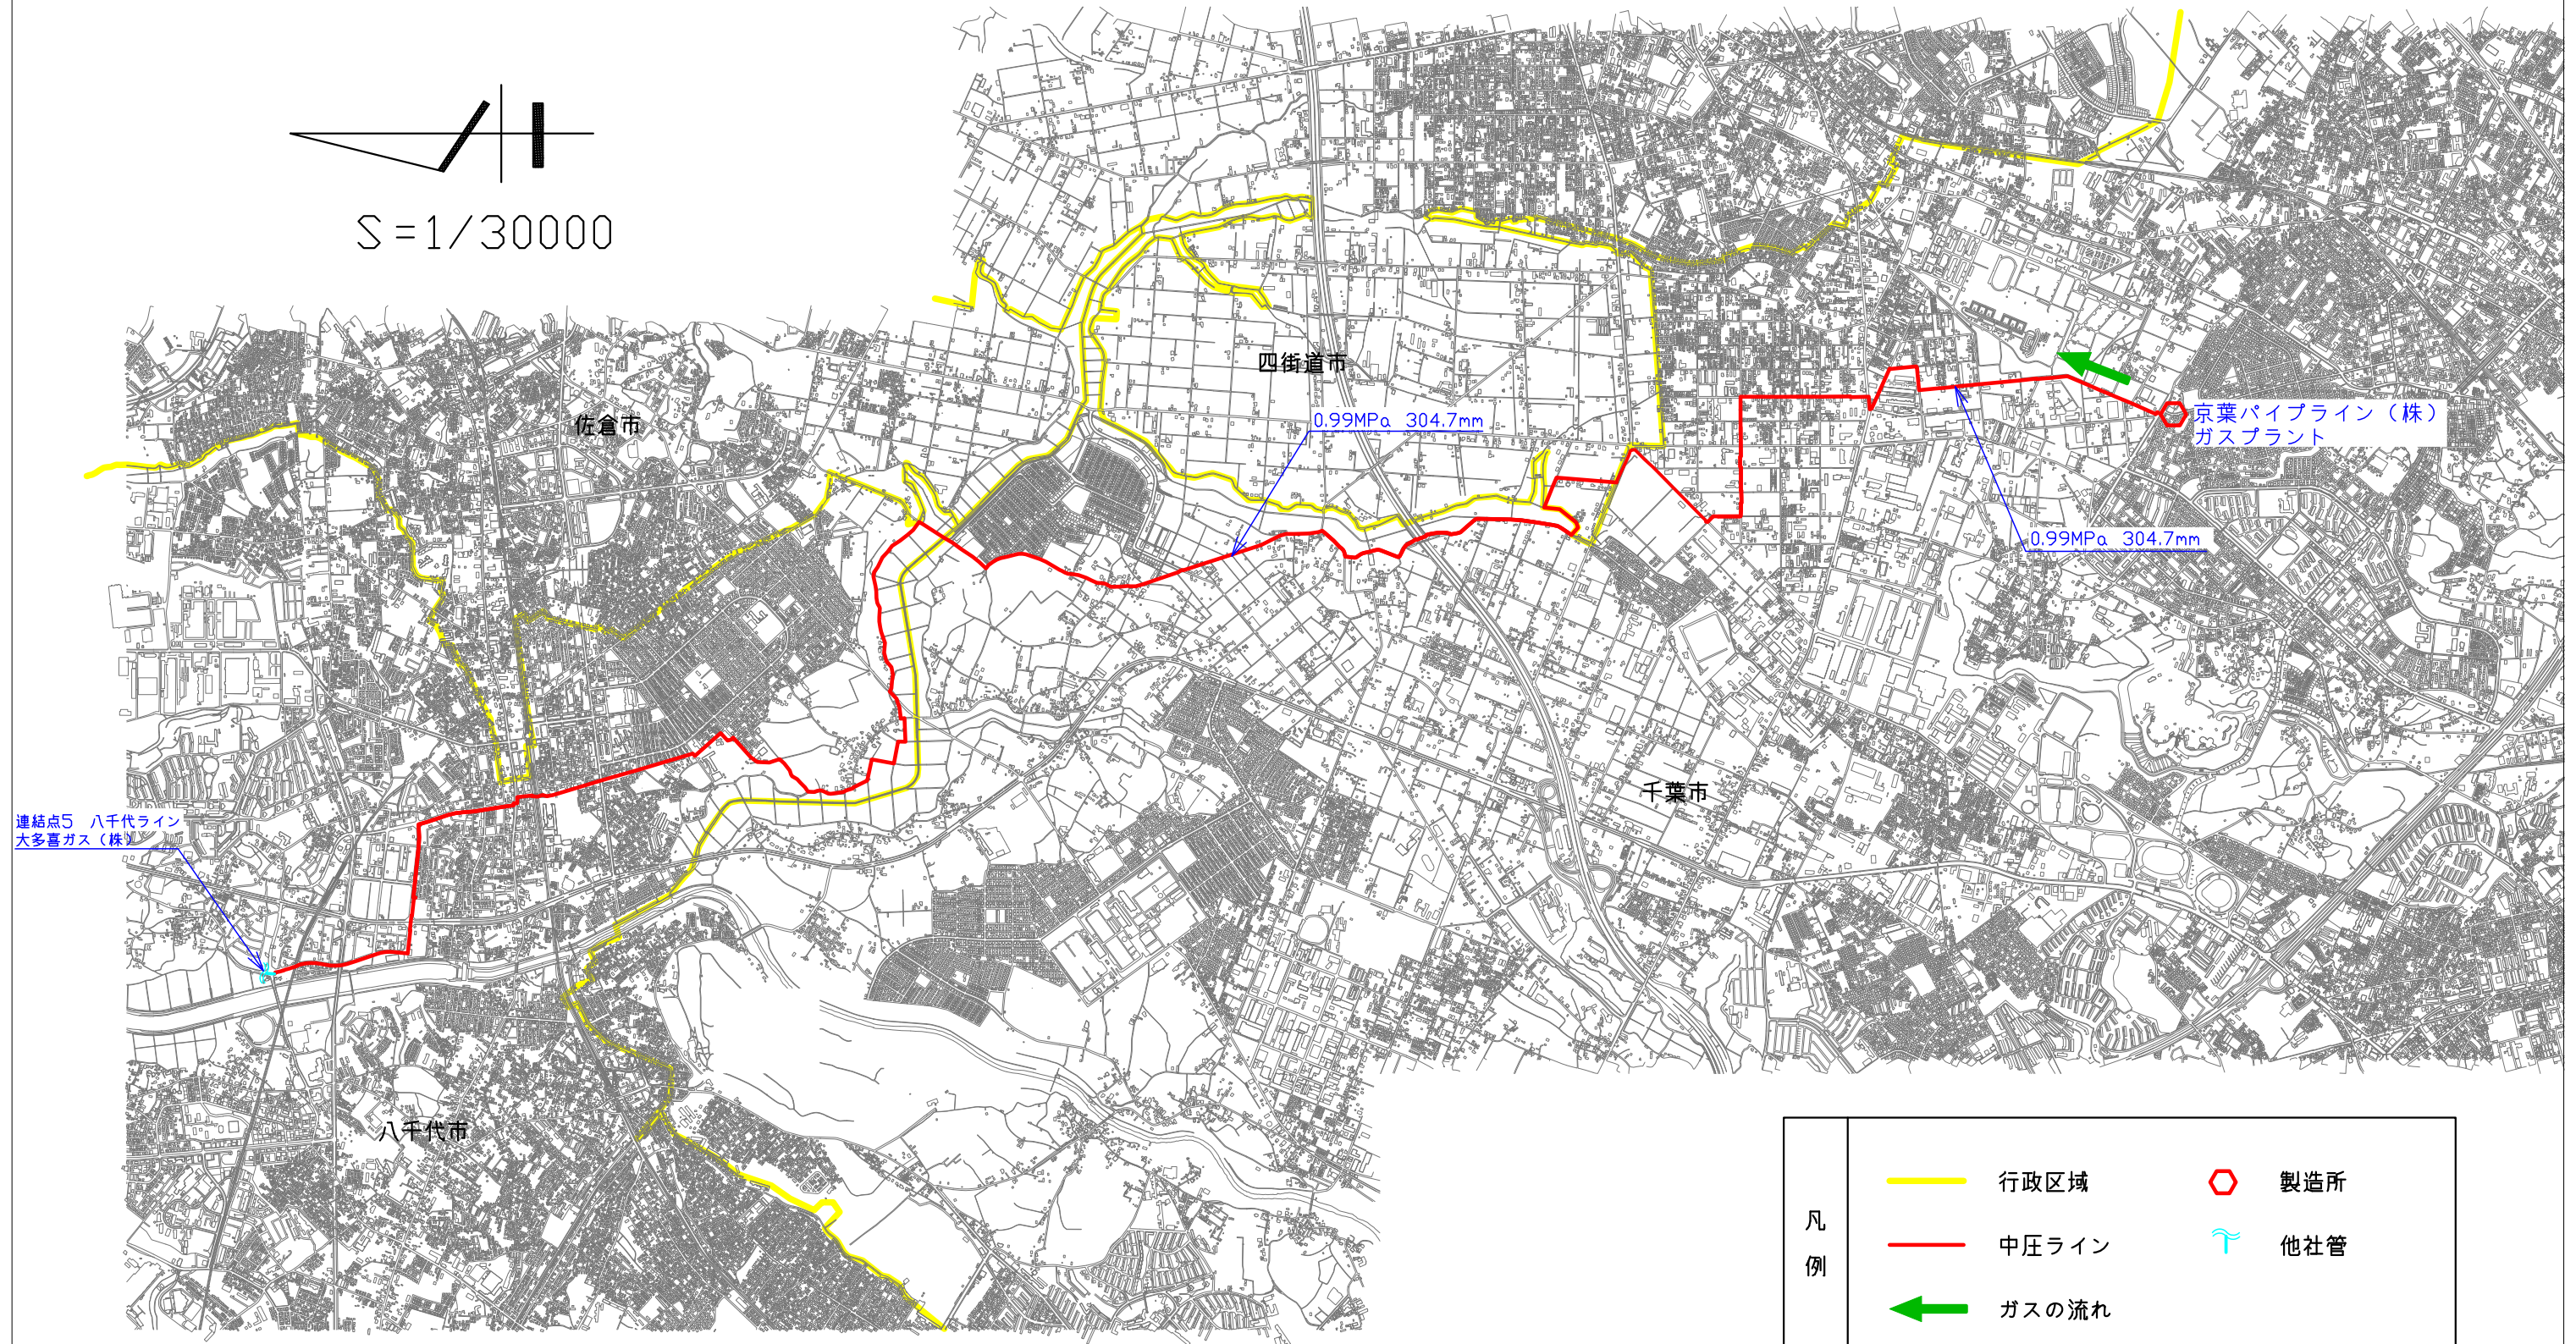 S=1/30000
四街道市
佐倉市
0.99MPa 304.7mm
京葉パイプライン（株）
ガスプラント
0.99MPa 304.7mm
千葉市
連結点5 八千代ライン
大多喜ガス（株）
八千代市
凡例
行政区域
製造所
中圧ライン
他社管
ガスの流れ